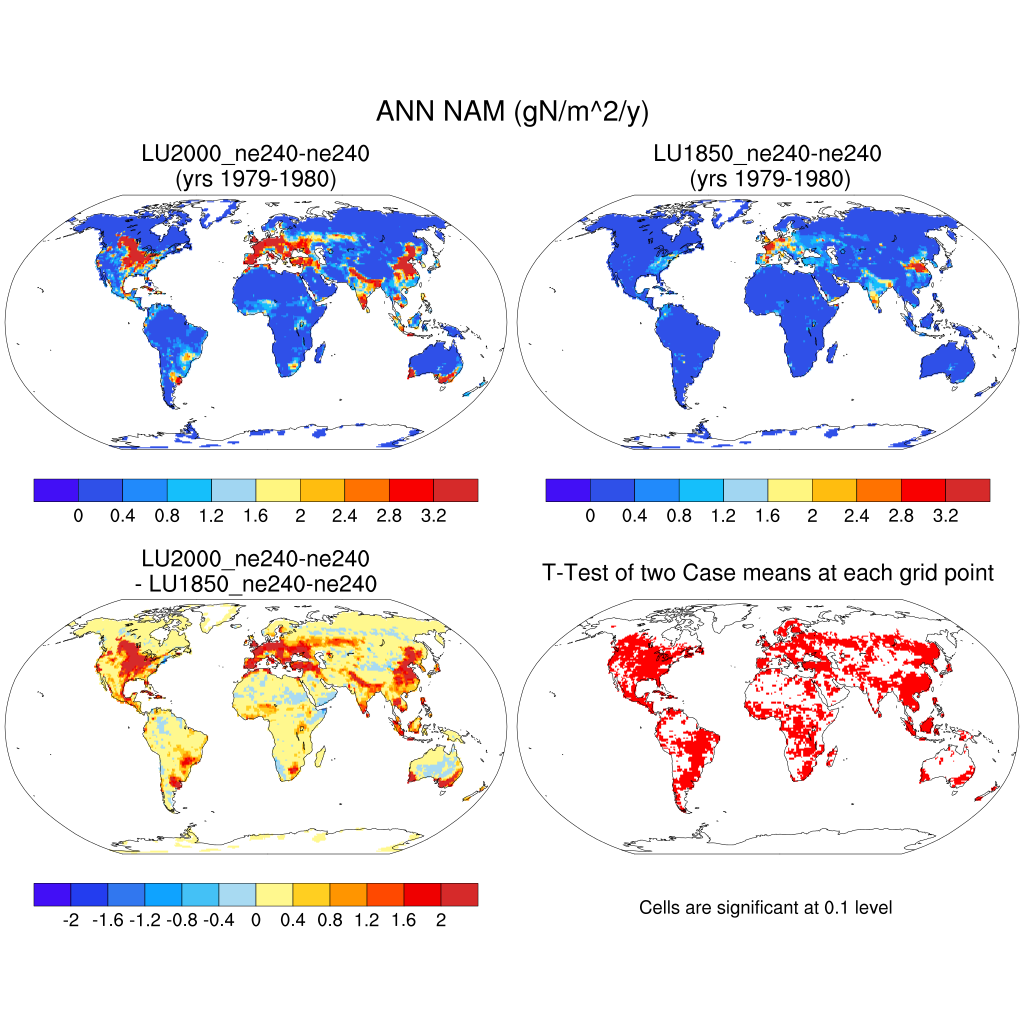 ANN NAM (gN/m^2/y)
LU2000_ne240-ne240
(yrs 1979-1980)
LU1850_ne240-ne240
(yrs 1979-1980)
0 0.4 0.8 1.2 1.6 2 2.4 2.8 3.2
0 0.4 0.8 1.2 1.6 2 2.4 2.8 3.2
LU2000_ne240-ne240
- LU1850_ne240-ne240
T-Test of two Case means at each grid point
-2 -1.6 -1.2 -0.8 -0.4 0 0.4 0.8 1.2 1.6 2
Cells are significant at 0.1 level